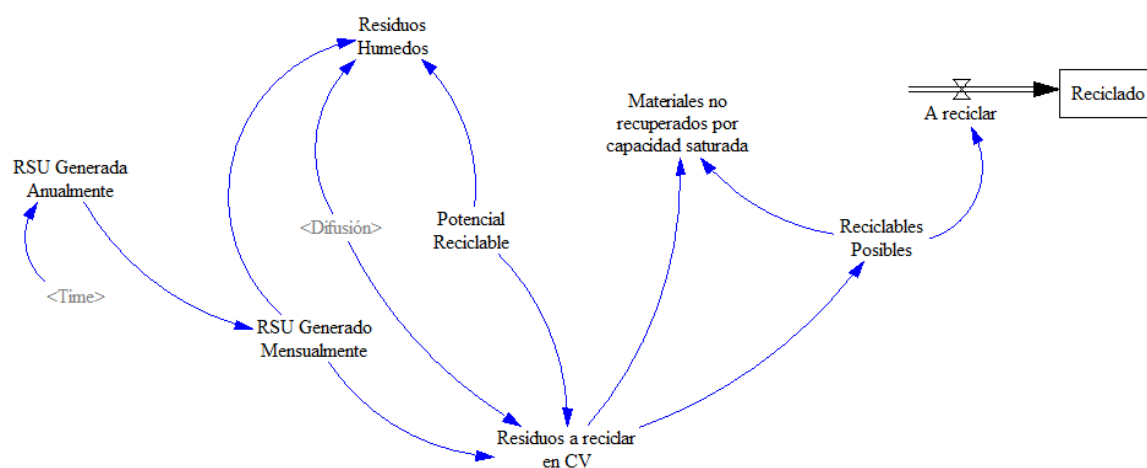 Residuos
Humedos
Materiales no
recuperados por
capacidad saturada
A reciclar
Reciclado
RSU Generada
Anualmente
<Difusión>
Potencial
Reciclable
Reciclables
Posibles
<Time>
RSU Generado
Mensualmente
Residuos a reciclar
en CV